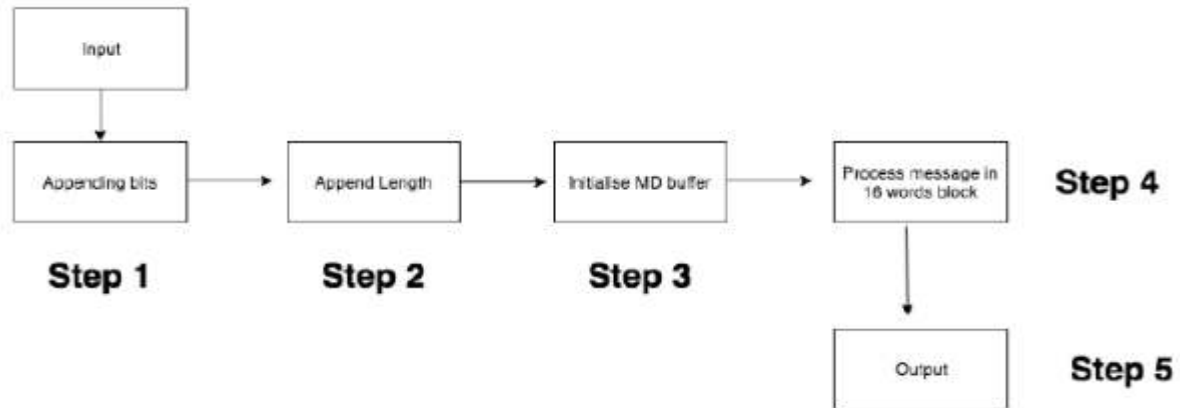 Input
Appending bits
Append Length
Initialise MD buffer
Process message in
16 words block
Step 4
Step 1
Step 2
Step 3
Output
Step 5